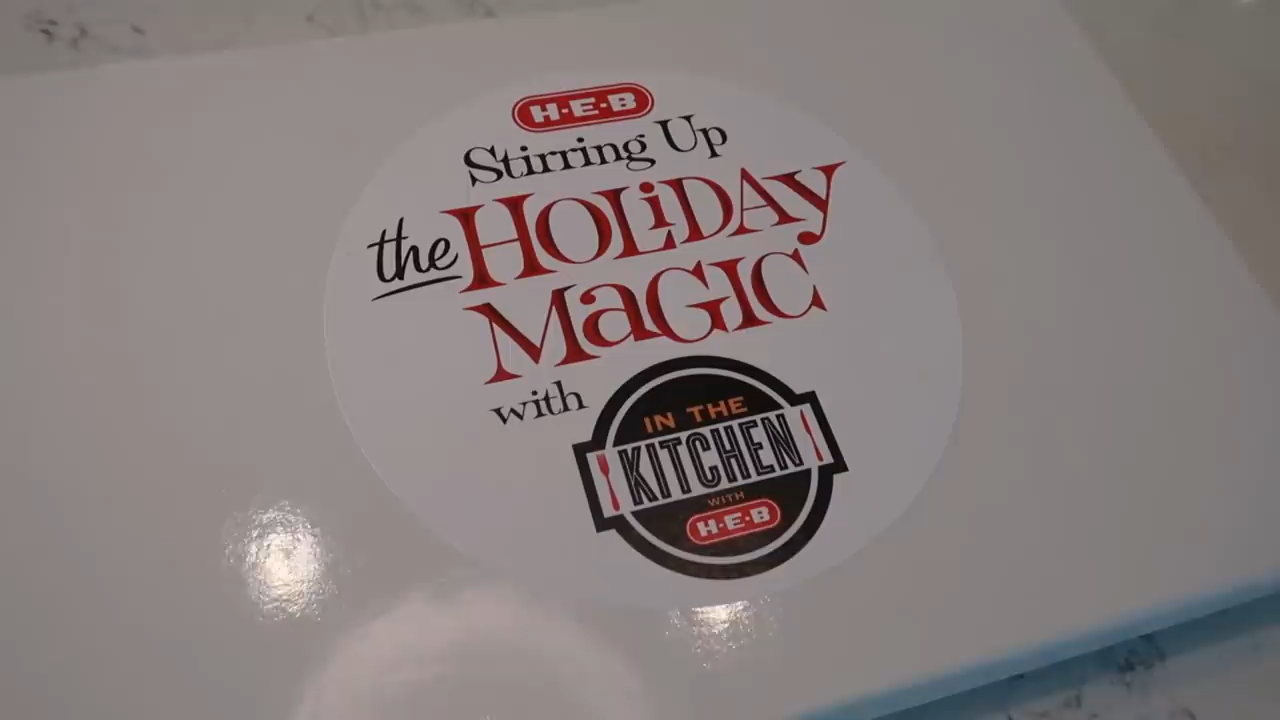 H-E-B
Stirring Up
the HOLiDAY
MaGIC
with
IN THE
KITCHEN
WITH
H-E-B